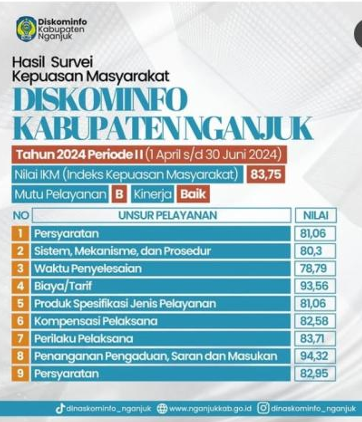 Diskominfo
Kabupaten
Nganjuk
Hasil Survei
Kepuasan Masyarakat
DISKOMINFO
KABUPATEN NGANJUK
Tahun 2024 Periode II (1 April s/d 30 Juni 2024)
Nilai IKM (Indeks Kepuasan Masyarakat) 83,75
Mutu Pelayanan B Kinerja Baik
NO UNSUR PELAYANAN NILAI
1 Persyaratan 81,06
2 Sistem, Mekanisme, dan Prosedur 80,3
3 Waktu Penyelesaian 78,79
4 Biaya/Tarif 93,56
5 Produk Spesifikasi Jenis Pelayanan 81,06
6 Kompensasi Pelaksana 82,58
7 Perilaku Pelaksana 83,71
8 Penanganan Pengaduan, Saran dan Masukan 94,32
9 Persyaratan 82,95
dinaskominfo_nganjuk www.nganjukkab.go.id dinaskominfo_nganjuk